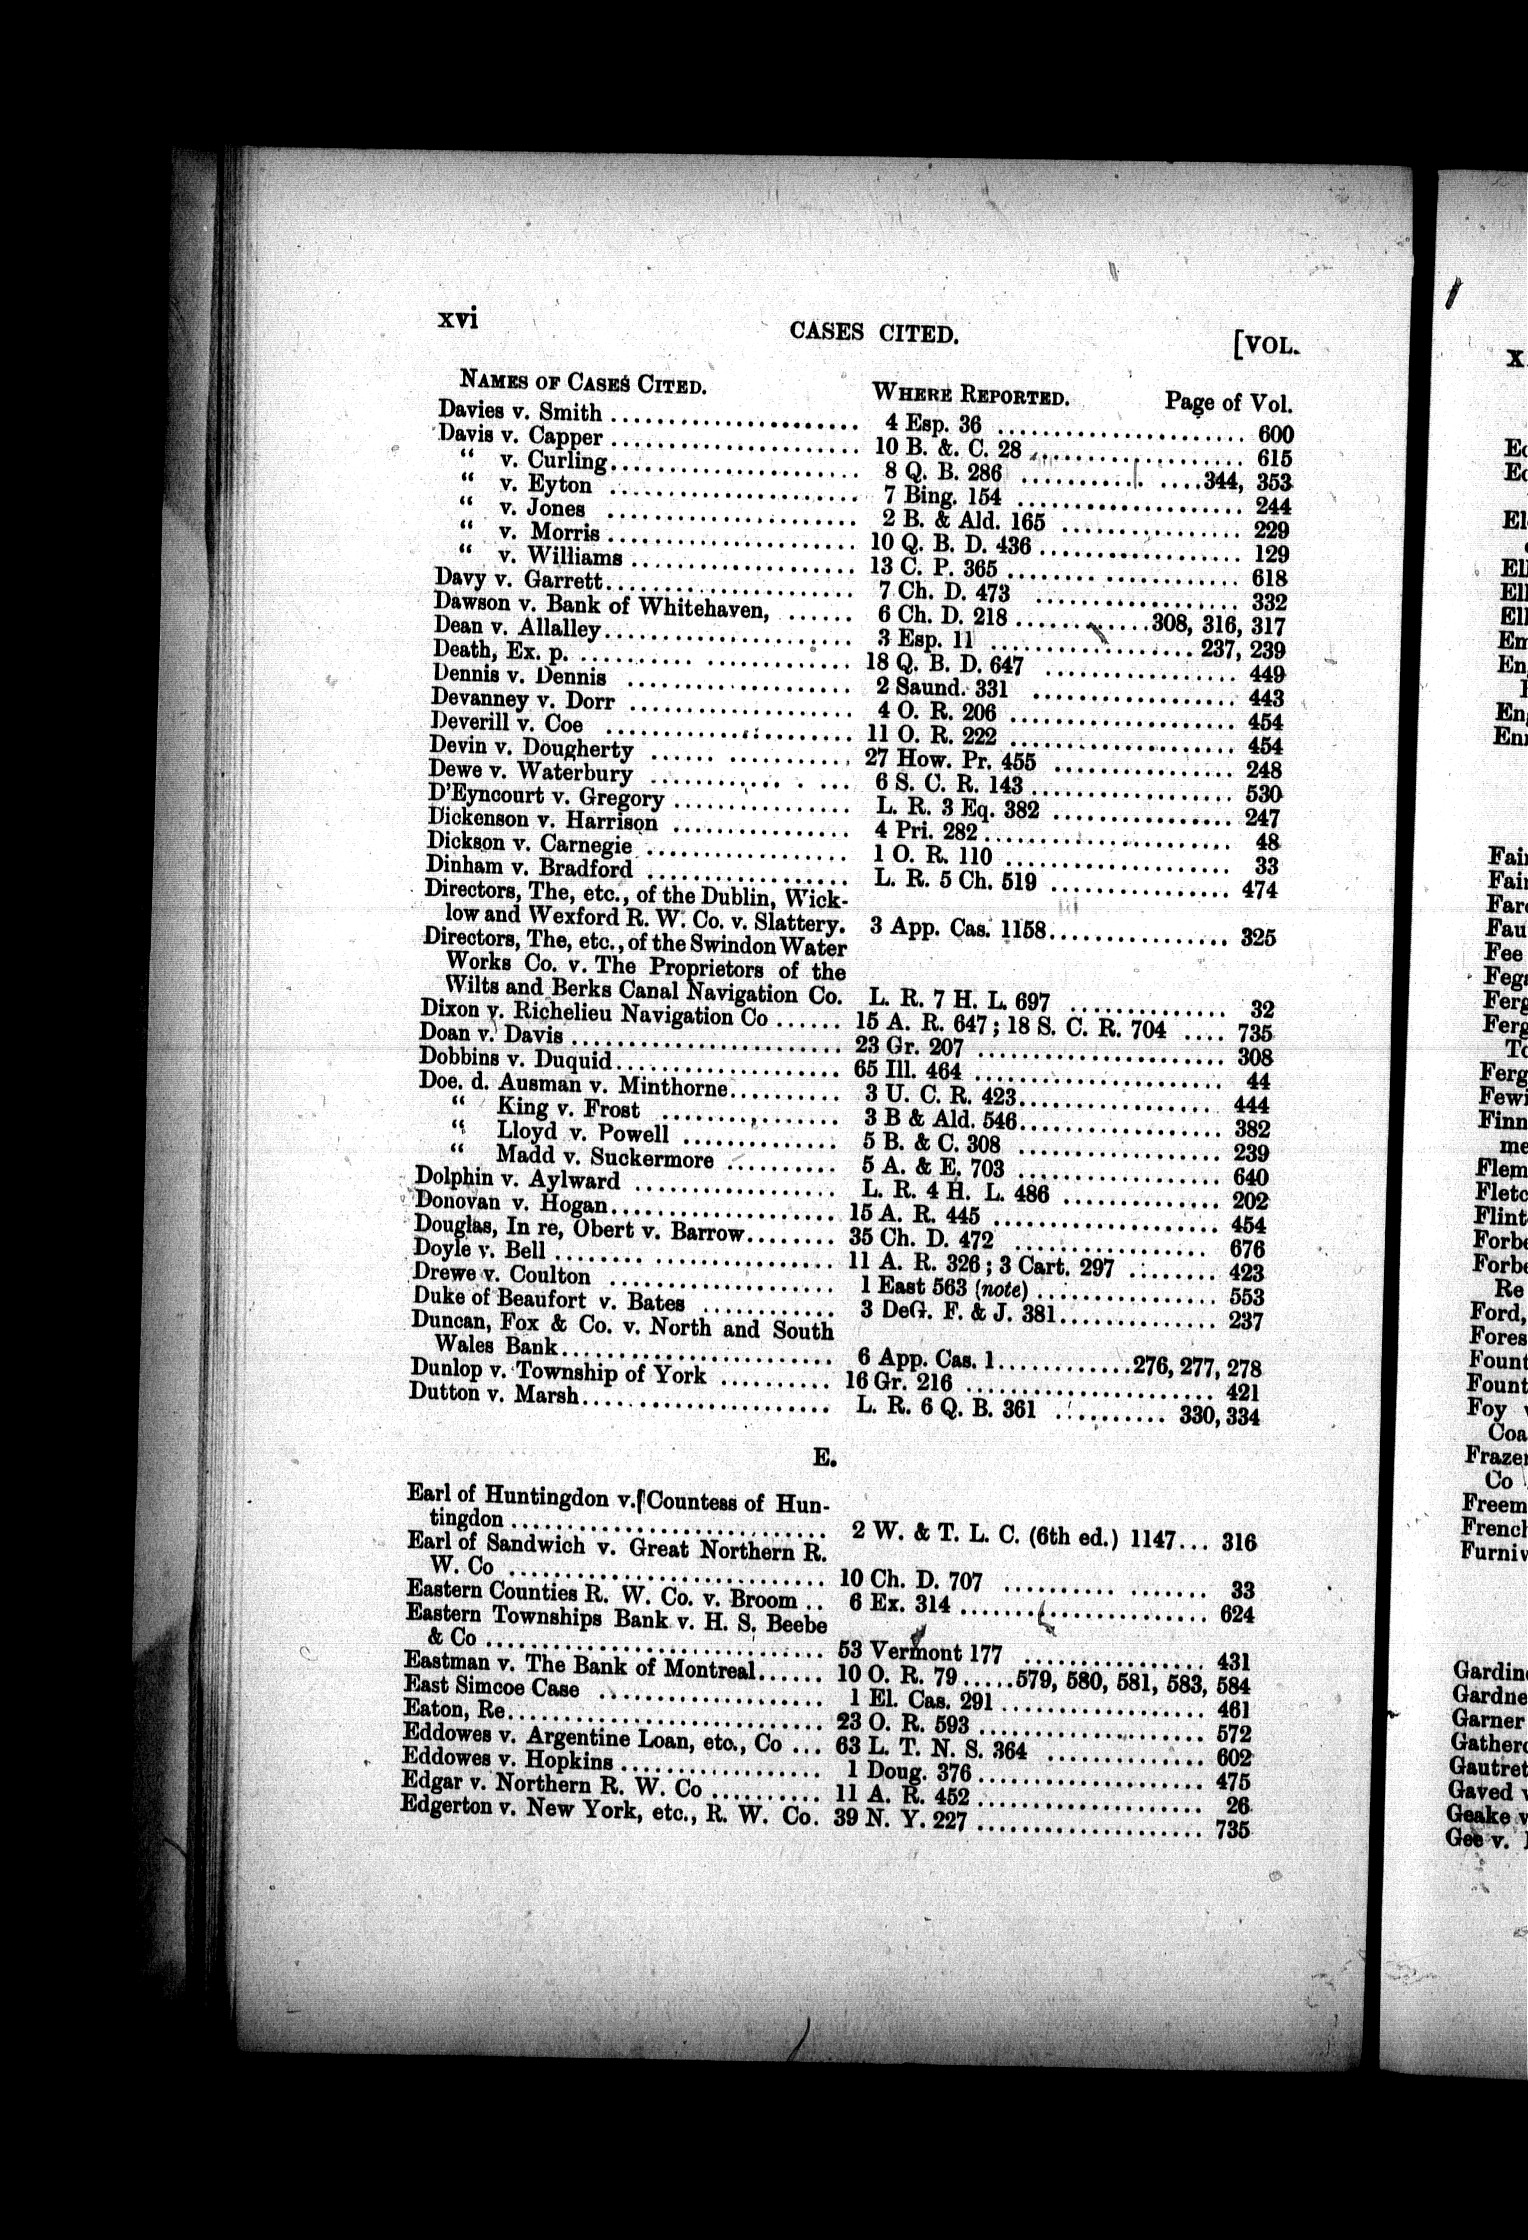 xvi CASES CITED. [VOL.
NAMES OF CASES CITED. WHERE REPORTED. Page of Vol.
Davies v. Smith ........................ 4 Esp. 36 ........................ 600
Davis v. Capper ........................ 10 B. &. C. 28 ........................ 615
“ v. Curling ........................ 8 Q. B. 286 ............... 344, 353
“ v. Eyton ........................ 7 Bing. 154 ........................ 244
“ v. Jones ........................ 2 B. & Ald. 165 .................. 229
“ v. Morris ........................ 10 Q. B. D. 436 .................. 129
“ v. Williams .................... 13 C. P. 365 ........................ 618
Davy v. Garrett ........................ 7 Ch. D. 473 .................... 332
Dawson v. Bank of Whitehaven, ...... 6 Ch. D. 218 ............ 308, 316, 317
Dean v. Allalley ........................ 3 Esp. 11 .................. 237, 239
Death, Ex. p. ........................ 18 Q. B. D. 647 .................. 449
Dennis v. Dennis ...................... 2 Saund. 331 .................... 443
Devanney v. Dorr .................... 4 O. R. 206 ...................... 454
Deverill v. Coe ........................ 11 O. R. 222 ...................... 454
Devin v. Dougherty .................. 27 How. Pr. 455 ................ 248
Dewe v. Waterbury .................. 6 S. C. R. 143 .................... 530
D'Eyncourt v. Gregory ................ L. R. 3 Eq. 382 ................ 247
Dickenson v. Harrison ................ 4 Pri. 282 ........................ 48
Dickson v. Carnegie .................. 1 O. R. 110 ...................... 33
Dinham v. Bradford .................. L. R. 5 Ch. 519 ................ 474
Directors, The, etc., of the Dublin, Wick-
low and Wexford R. W. Co. v. Slattery. 3 App. Cas. 1158 ................ 325
Directors, The, etc., of the Swindon Water
Works Co. v. The Proprietors of the
Wilts and Berks Canal Navigation Co. L. R. 7 H. L. 697 .............. 32
Dixon v. Richelieu Navigation Co ...... 15 A. R. 647; 18 S. C. R. 704 .... 735
Doan v. Davis ........................ 23 Gr. 207 ........................ 308
Dobbins v. Duquid .................... 65 Ill. 464 ........................ 44
Doe. d. Ausman v. Minthorne .......... 3 U. C. R. 423 .................. 444
“ King v. Frost .................. 3 B & Ald. 546 .................. 382
“ Lloyd v. Powell .............. 5 B. & C. 308 .................. 239
“ Madd v. Suckermore .......... 5 A. & E. 703 .................. 640
Dolphin v. Aylward .................. L. R. 4 H. L. 486 .............. 202
Donovan v. Hogan .................... 15 A. R. 445 .................... 454
Douglas, In re, Obert v. Barrow ........ 35 Ch. D. 472 .................. 676
Doyle v. Bell ........................ 11 A. R. 326; 3 Cart. 297 ........ 423
Drewe v. Coulton .................... 1 East 563 (note) ................ 553
Duke of Beaufort v. Bates ............ 3 DeG. F. & J. 381 .............. 237
Duncan, Fox & Co. v. North and South
Wales Bank ........................ 6 App. Cas. 1 ............ 276, 277, 278
Dunlop v. Township of York .......... 16 Gr. 216 ...................... 421
Dutton v. Marsh ...................... L. R. 6 Q. B. 361 .......... 330, 334
E.
Earl of Huntingdon v. Countess of Hun-
tingdon ............................ 2 W. & T. L. C. (6th ed.) 1147... 316
Earl of Sandwich v. Great Northern R.
W. Co ............................ 10 Ch. D. 707 .................. 33
Eastern Counties R. W. Co. v. Broom .. 6 Ex. 314 ...................... 624
Eastern Townships Bank v. H. S. Beebe
& Co .............................. 53 Vermont 177 ................ 431
Eastman v. The Bank of Montreal ...... 10 O. R. 79 ..... 579, 580, 581, 583, 584
East Simcoe Case .................... 1 El. Cas. 291 .................. 461
Eaton, Re ............................ 23 O. R. 593 .................... 572
Eddowes v. Argentine Loan, etc., Co ... 63 L. T. N. S. 364 .............. 602
Eddowes v. Hopkins .................. 1 Doug. 376 .................... 475
Edgar v. Northern R. W. Co .......... 11 A. R. 452 .................... 26
Edgerton v. New York, etc., R. W. Co. 39 N. Y. 227 .................... 735
Fee
Re
Ford,
Foy
Coa
Co
Garner
Gee v.